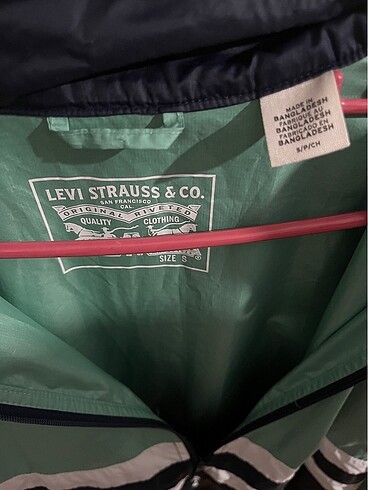 LEVI STRAUSS & CO.
SAN FRANCISCO
CAL.
ORIGINAL RIVETED
QUALITY CLOTHING
SIZE S
®
MADE IN
BANGLADESH
FABRIQUÉ AU
BANGLADESH
FABRICADO EN
BANGLADESH
S/P/CH